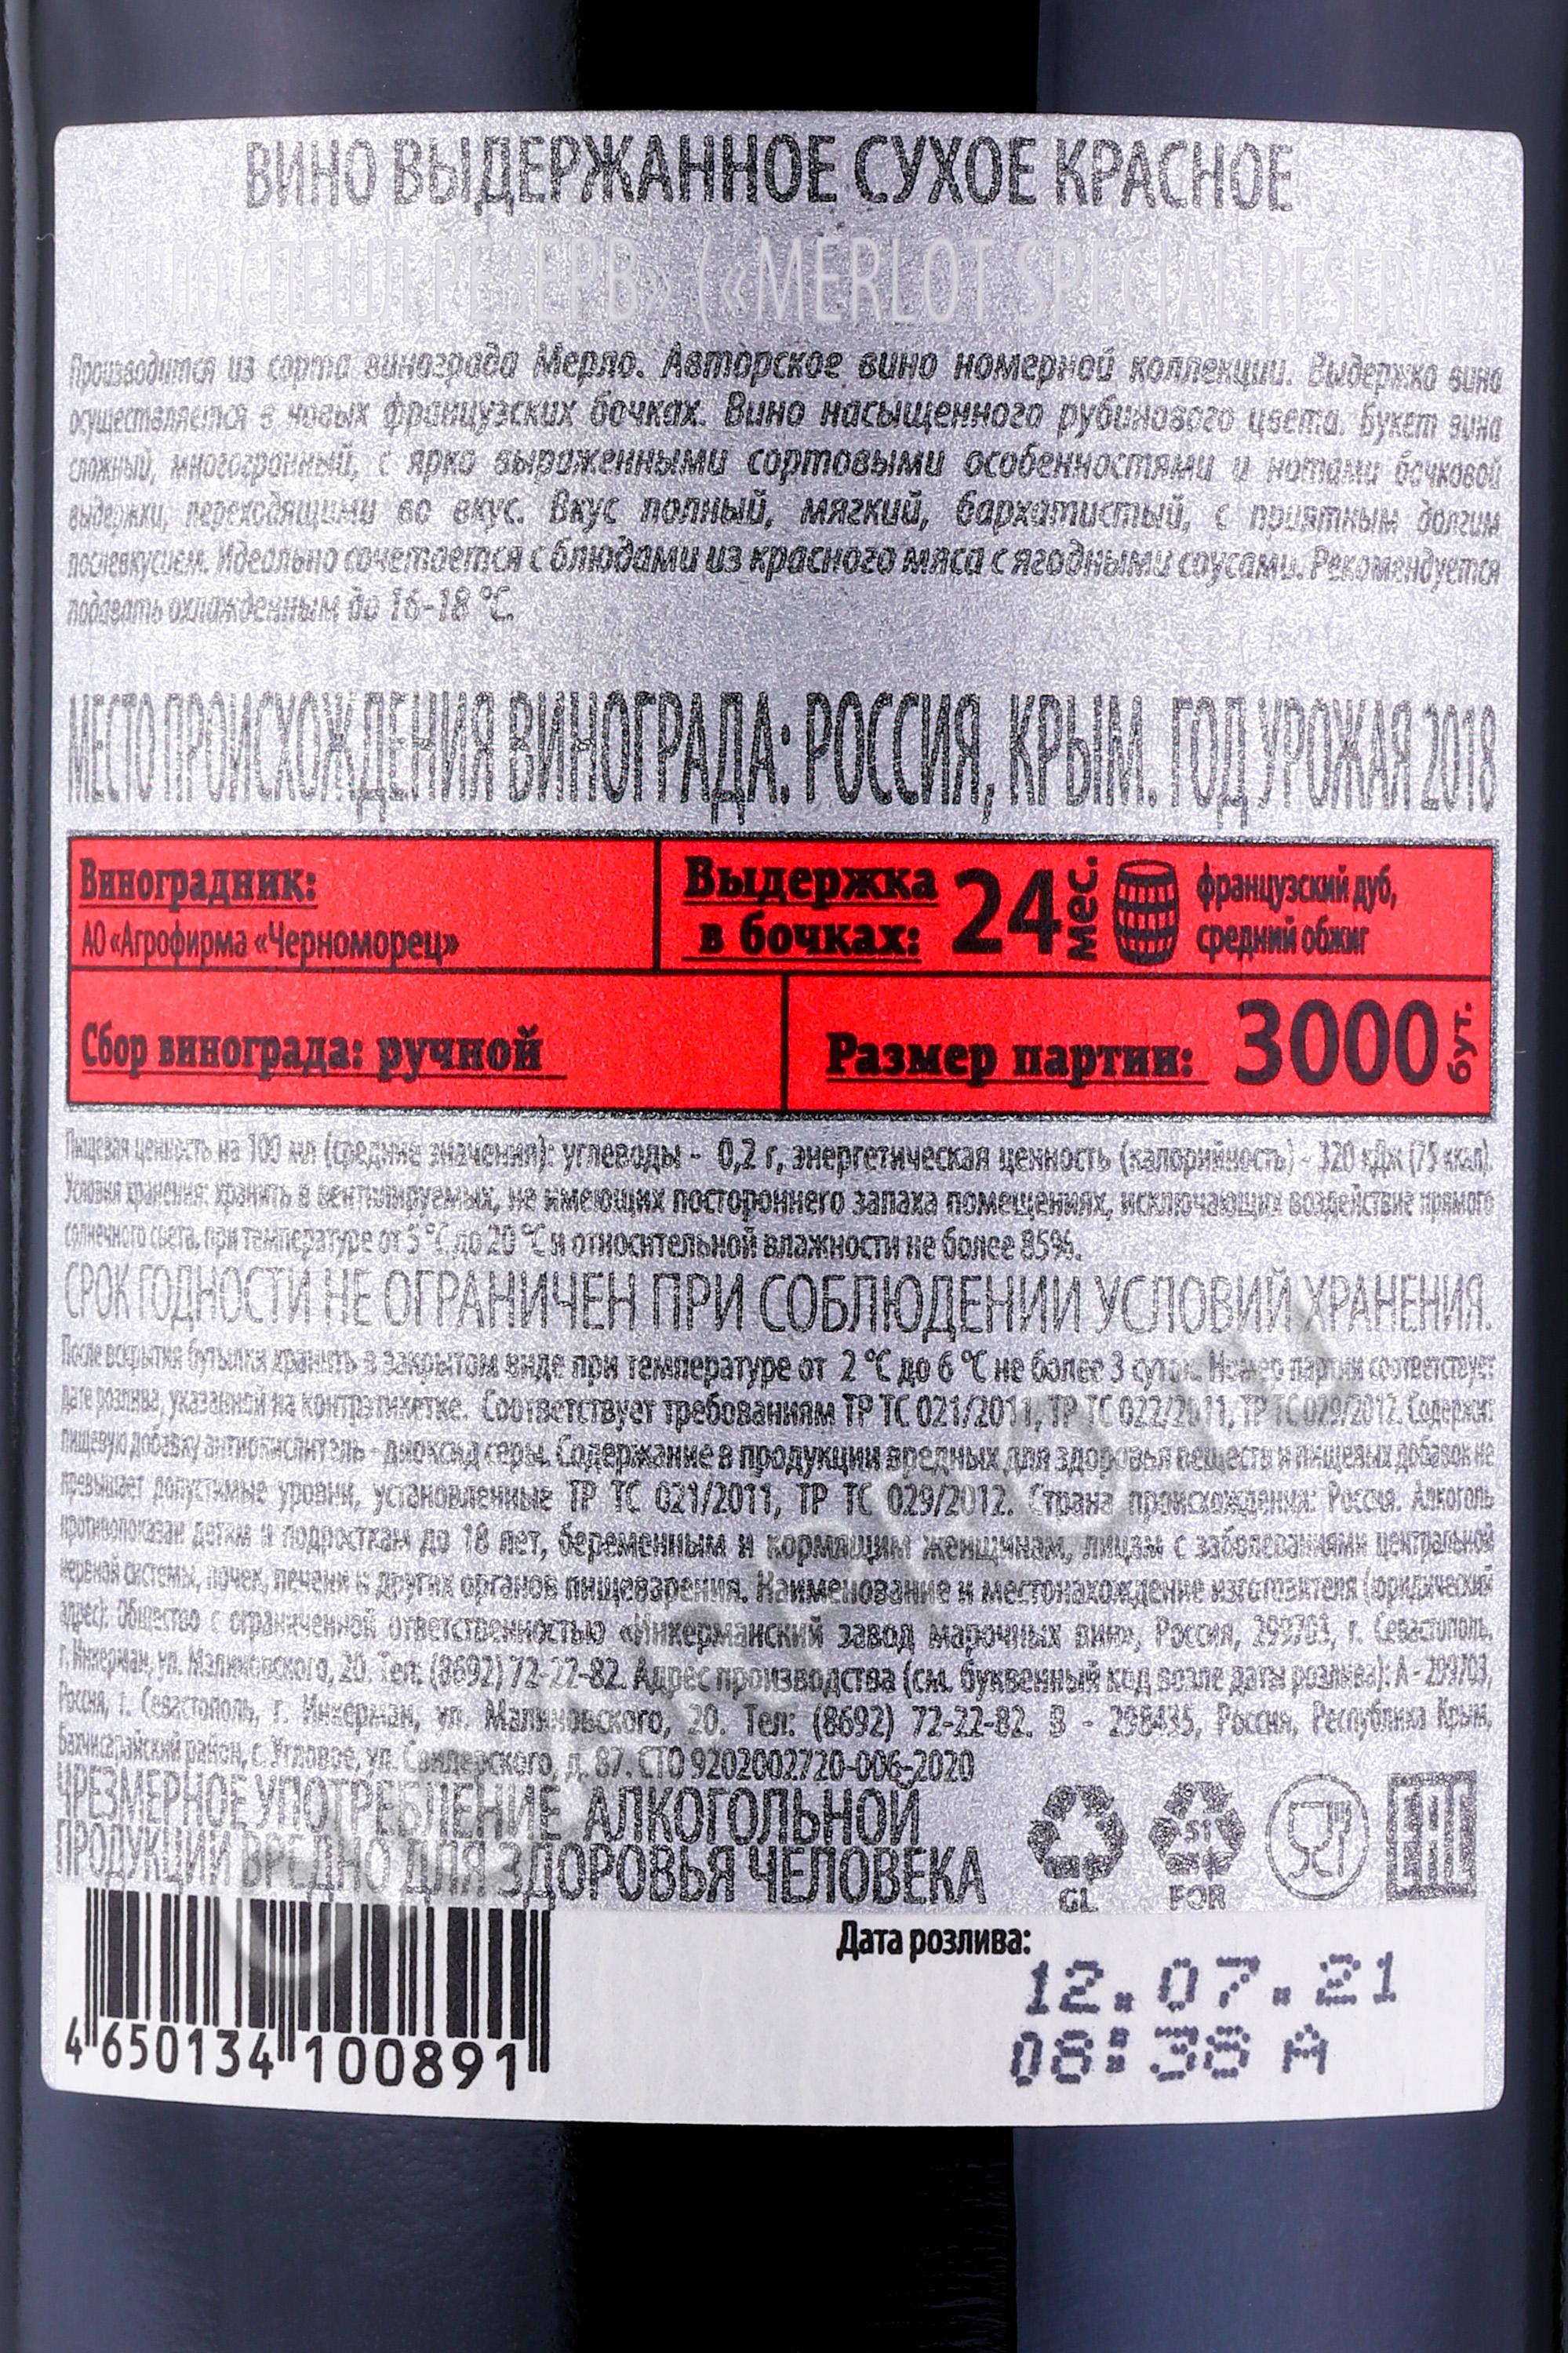 ВИНО ВЫДЕРЖАННОЕ СУХОЕ КРАСНОЕ
«МЕРЛО СПЕШЛ РЕЗЕРВ» («MERLOT SPECIAL RESERVE»)
Производится из сорта винограда Мерло. Авторское вино номерной коллекции. Выдержка вина
осуществляется в новых французских бочках. Вино насыщенного рубинового цвета. Букет вина
сложный, многогранный, с ярко выраженными сортовыми особенностями и нотами бочковой
выдержки, переходящими во вкус. Вкус полный, мягкий, бархатистый, с приятным долгим
послевкусием. Идеально сочетается с блюдами из красного мяса с ягодными соусами. Рекомендуется
подавать охлажденным до 16-18 °С.
МЕСТО ПРОИСХОЖДЕНИЯ ВИНОГРАДА: РОССИЯ, КРЫМ. ГОД УРОЖАЯ 2018
Виноградник:
АО «Агрофирма «Черноморец»
Выдержка
в бочках:
24 мес.
французский дуб,
средний обжиг
Сбор винограда: ручной
Размер партии: 3000 бут.
Пищевая ценность на 100 мл (средние значения): углеводы - 0,2 г, энергетическая ценность (калорийность) - 320 кДж (75 ккал).
Условия хранения: хранить в вентилируемых, не имеющих постороннего запаха помещениях, исключающих воздействие прямого
солнечного света, при температуре от 5 °С до 20 °С и относительной влажности не более 85%.
СРОК ГОДНОСТИ НЕ ОГРАНИЧЕН ПРИ СОБЛЮДЕНИИ УСЛОВИЙ ХРАНЕНИЯ.
После вскрытия бутылки хранить в закрытом виде при температуре от 2 °С до 6 °С не более 3 суток. Номер партии соответствует
дате розлива, указанной на контрэтикетке. Соответствует требованиям ТР ТС 021/2011, ТР ТС 022/2011, ТР ТС 029/2012. Содержит
пищевую добавку антиокислитель - диоксид серы. Содержание в продукции вредных для здоровья веществ и пищевых добавок не
превышает допустимые уровни, установленные ТР ТС 021/2011, ТР ТС 029/2012. Страна происхождения: Россия. Алкоголь
противопоказан детям и подросткам до 18 лет, беременным и кормящим женщинам, лицам с заболеваниями центральной
нервной системы, почек, печени и других органов пищеварения. Наименование и местонахождение изготовителя (юридический
адрес): Общество с ограниченной ответственностью «Инкерманский завод марочных вин», Россия, 299703, г. Севастополь,
г. Инкерман, ул. Малиновского, 20. Тел: (8692) 72-22-82. Адрес производства (см. буквенный код возле даты розлива): А - 299703,
Россия, г. Севастополь, г. Инкерман, ул. Малиновского, 20. Тел: (8692) 72-22-82. В - 298435, Россия, Республика Крым,
Бахчисарайский район, с. Угловое, ул. Свидерского, д. 87. СТО 9202002720-006-2020
ЧРЕЗМЕРНОЕ УПОТРЕБЛЕНИЕ АЛКОГОЛЬНОЙ
ПРОДУКЦИИ ВРЕДНО ДЛЯ ЗДОРОВЬЯ ЧЕЛОВЕКА
GL
51
FOR
EAC
4 650134 100891
Дата розлива:
12.07.21
08:38 А